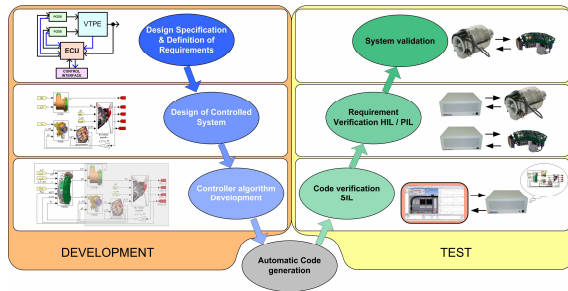 VTPE
ECU
CONTROL
INTERFACE
Design Specification
& Definition of
Requirements
Design of Controlled
System
Controller algorithm
Development
Automatic Code
generation
Code verification
SIL
Requirement
Verification HIL / PIL
System validation
DEVELOPMENT
TEST